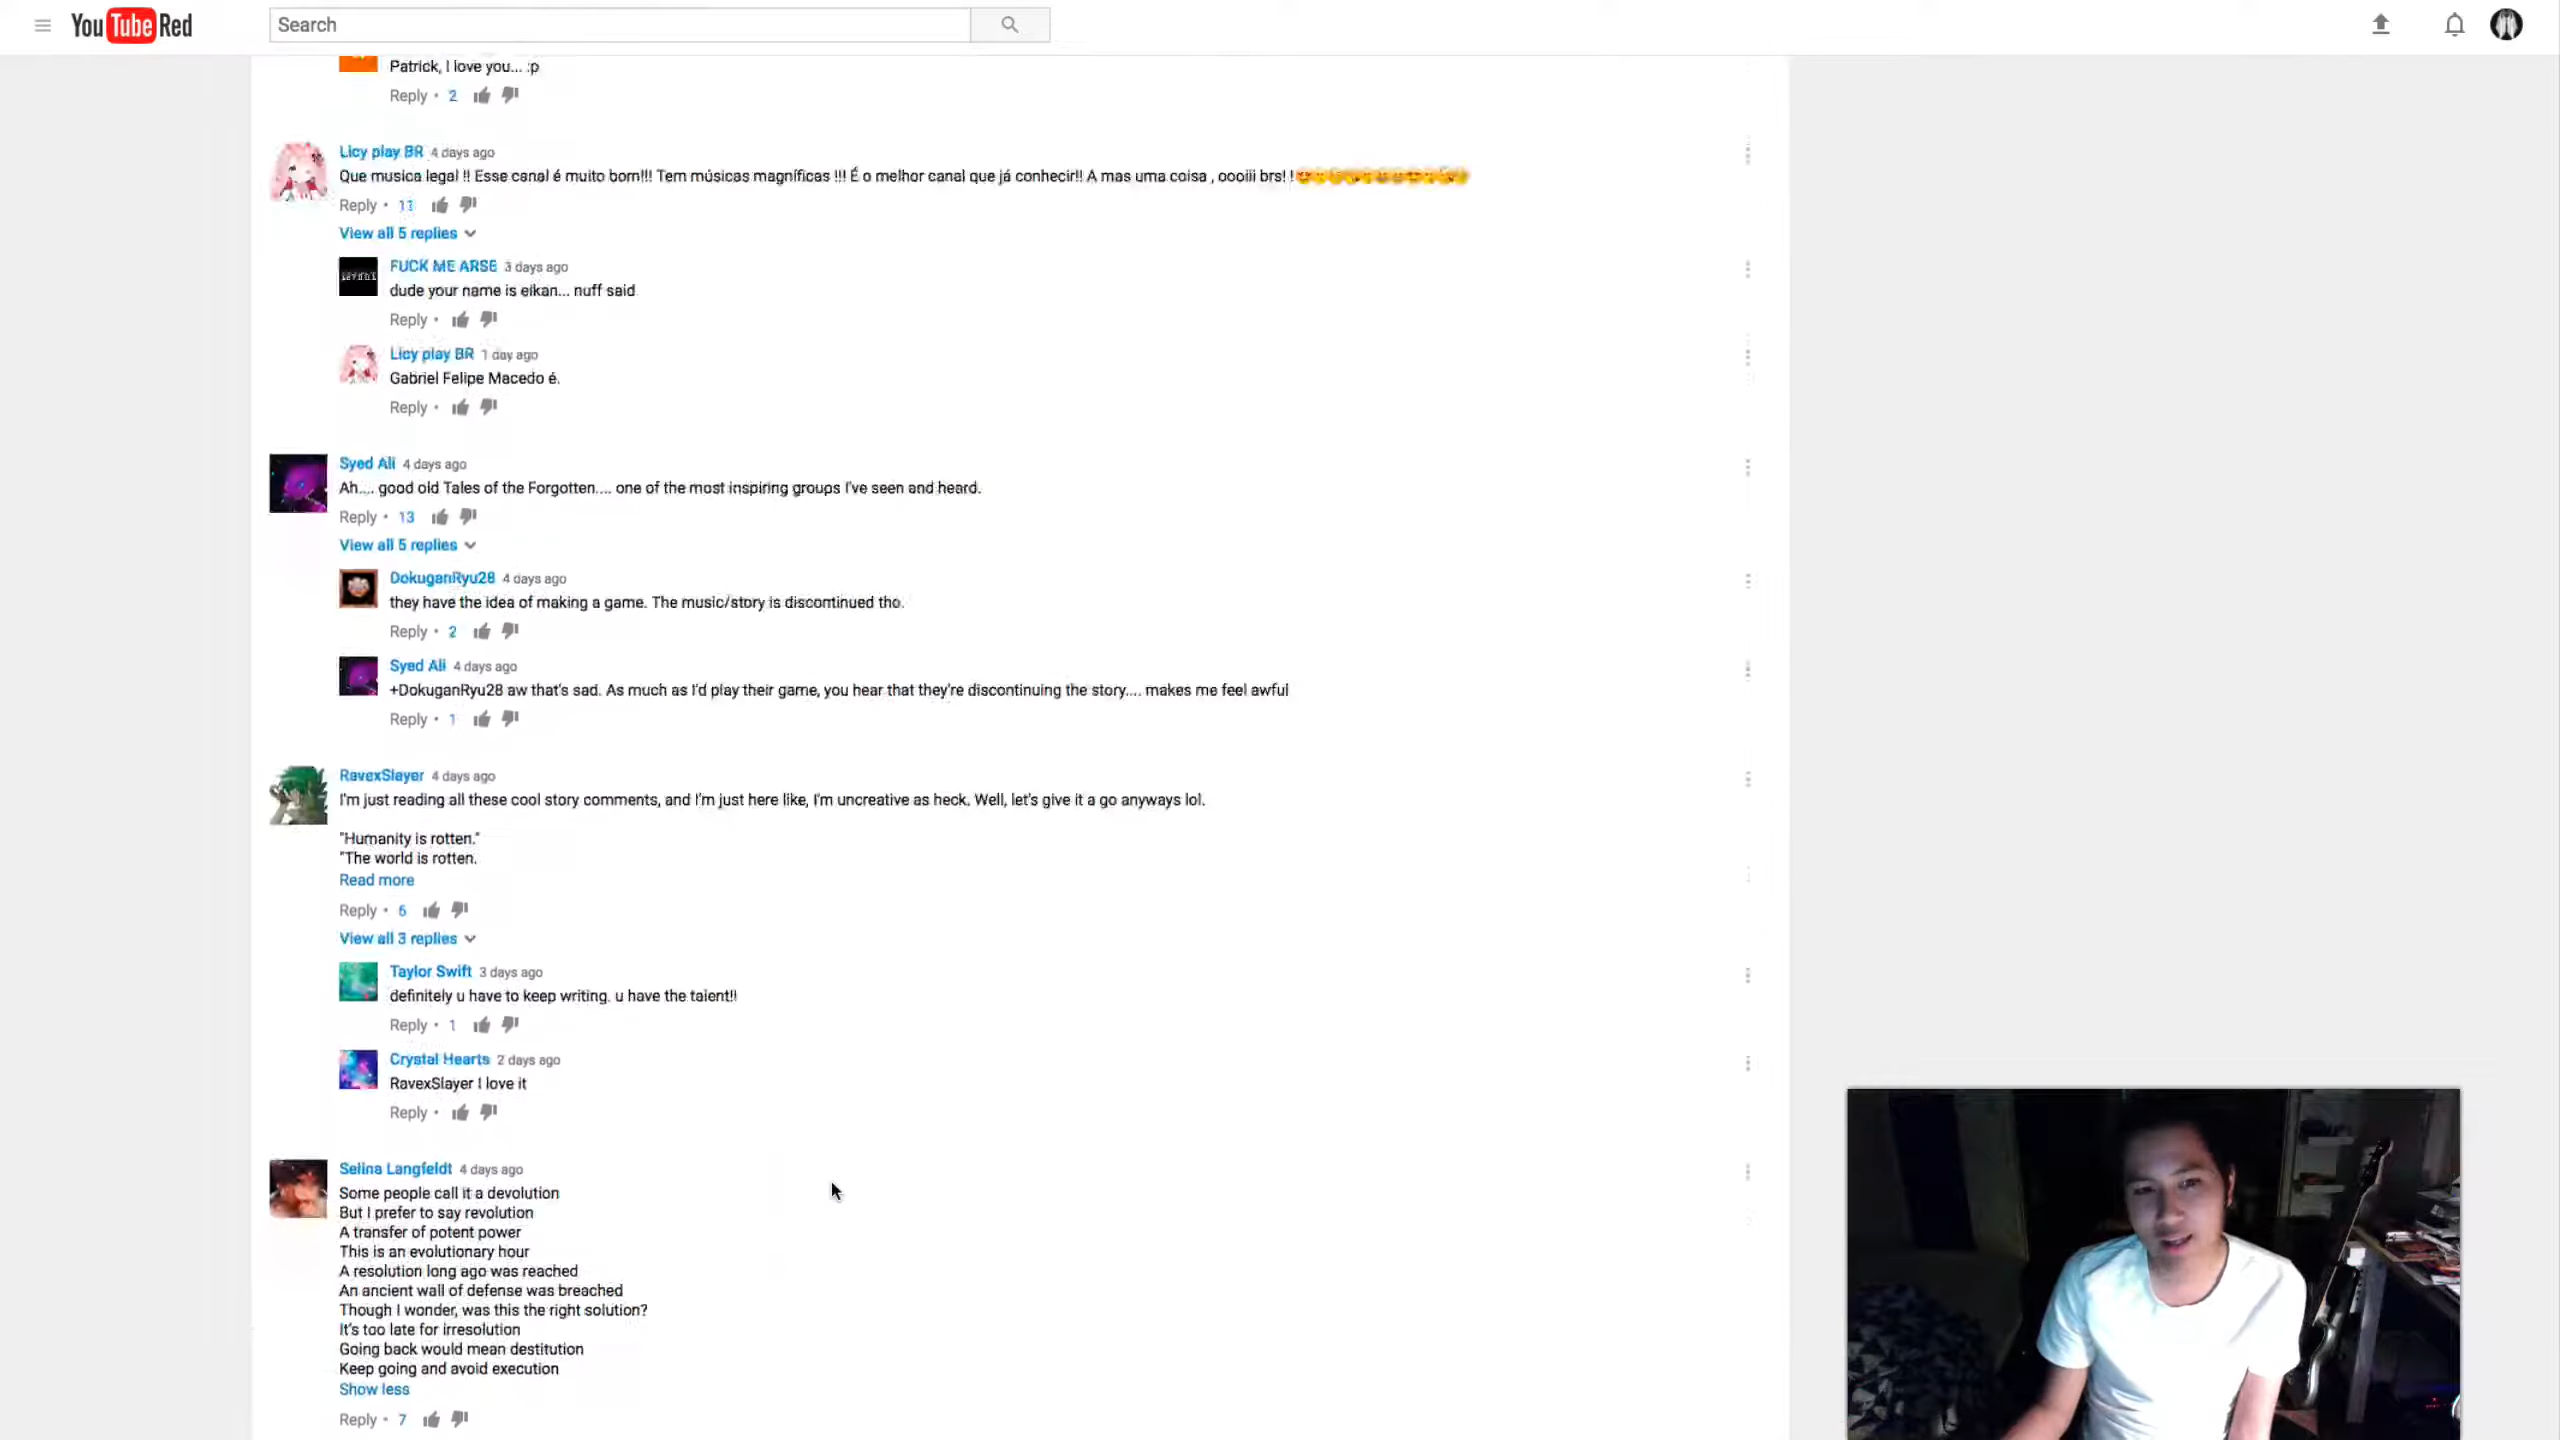 YouTube Red
Search
Patrick, I love you... :p
Reply • 2
Licy play BR 4 days ago
Que musica legal !! Esse canal é muito bom!!! Tem músicas magníficas !!! É o melhor canal que já conhecir!! A mas uma coisa , oooiii brs! !
Reply • 11
View all 5 replies
FUCK ME ARSE 3 days ago
dude your name is eikan... nuff said
Reply •
Licy play BR 1 day ago
Gabriel Felipe Macedo é.
Reply •
Syed Ali 4 days ago
Ah.... good old Tales of the Forgotten.... one of the most inspiring groups I've seen and heard.
Reply • 13
View all 5 replies
DokuganRyu28 4 days ago
they have the idea of making a game. The music/story is discontinued tho.
Reply • 2
Syed Ali 4 days ago
+DokuganRyu28 aw that's sad. As much as I'd play their game, you hear that they're discontinuing the story.... makes me feel awful
Reply • 1
RavexSlayer 4 days ago
I'm just reading all these cool story comments, and I'm just here like, I'm uncreative as heck. Well, let's give it a go anyways lol.
"Humanity is rotten."
"The world is rotten.
Read more
Reply • 6
View all 3 replies
Taylor Swift 3 days ago
definitely u have to keep writing. u have the talent!!
Reply • 1
Crystal Hearts 2 days ago
RavexSlayer I love it
Reply •
Selina Langfeldt 4 days ago
Some people call it a devolution
But I prefer to say revolution
A transfer of potent power
This is an evolutionary hour
A resolution long ago was reached
An ancient wall of defense was breached
Though I wonder, was this the right solution?
It's too late for irresolution
Going back would mean destitution
Keep going and avoid execution
Show less
Reply • 7